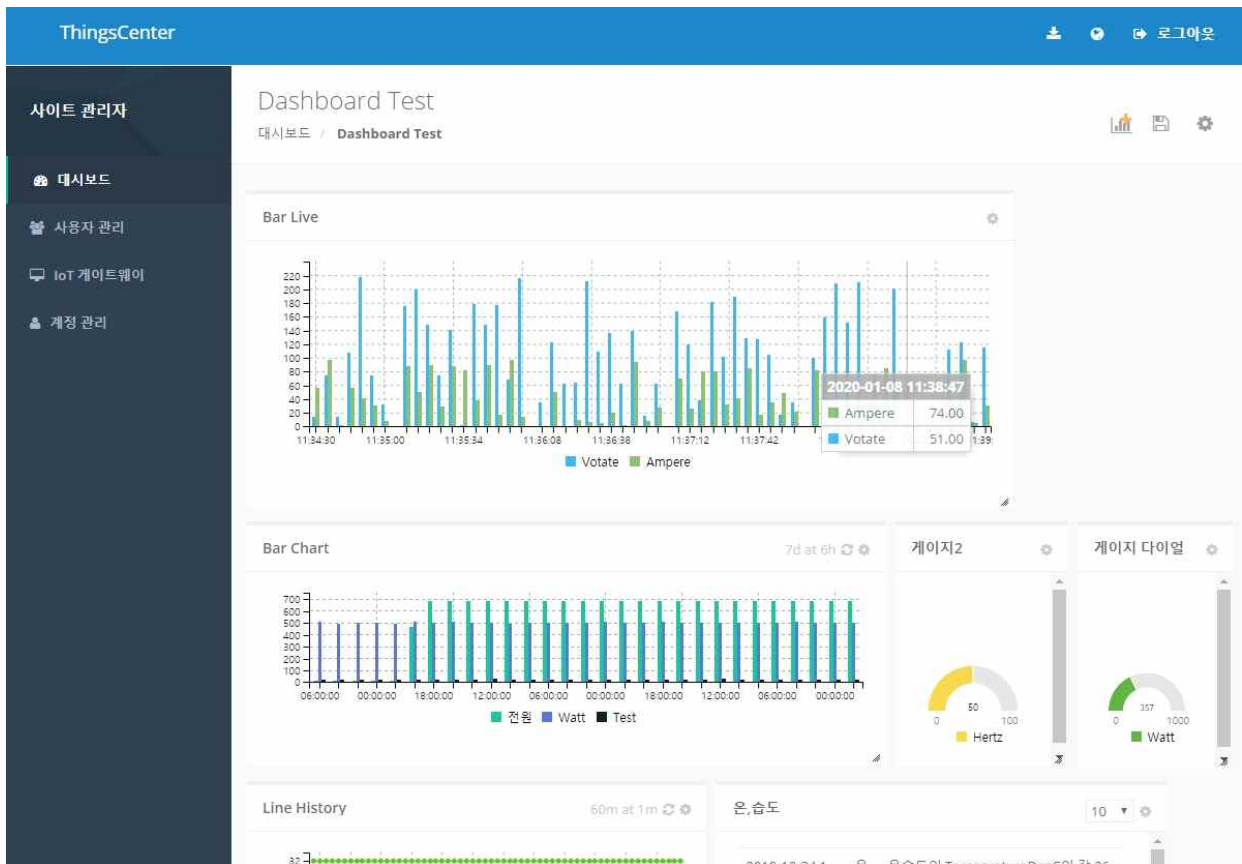 ThingsCenter
로그아웃
사이트 관리자
대시보드
사용자 관리
IoT 게이트웨이
계정 관리
Dashboard Test
대시보드 / Dashboard Test
Bar Live
220
200
180
160
140
120
100
80
60
40
20
0
11:34:30 11:35:00 11:35:34 11:36:08 11:36:38 11:37:12 11:37:42
2020-01-08 11:38:47
Ampere 74.00
Votate 51.00
Votate Ampere
Bar Chart
7d at 6h
700
600
500
400
300
200
100
0
06:00:00 00:00:00 18:00:00 12:00:00 06:00:00 00:00:00 18:00:00 12:00:00 06:00:00 00:00:00
전원 Watt Test
게이지2
50
0 100
Hertz
게이지 다이얼
357
0 1000
Watt
Line History
60m at 1m
32
온,습도
10